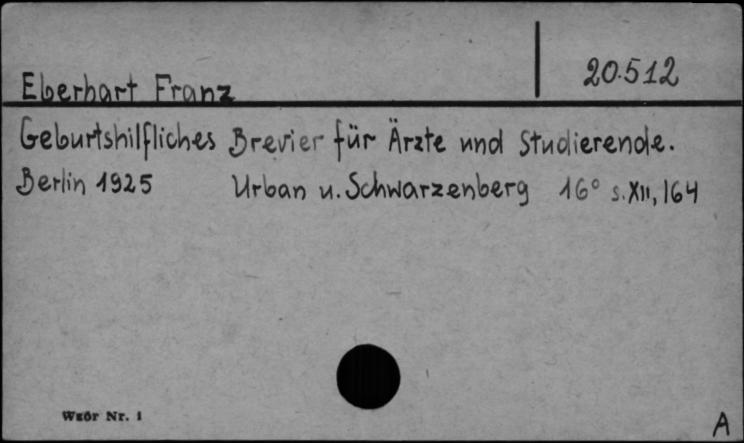 20.512
Eberhart Franz
Geburtshilfliches Brevier für Ärzte und Studierende.
Berlin 1925 Urban u. Schwarzenberg 16° s. XII, 164
Wzór Nr. 1
A